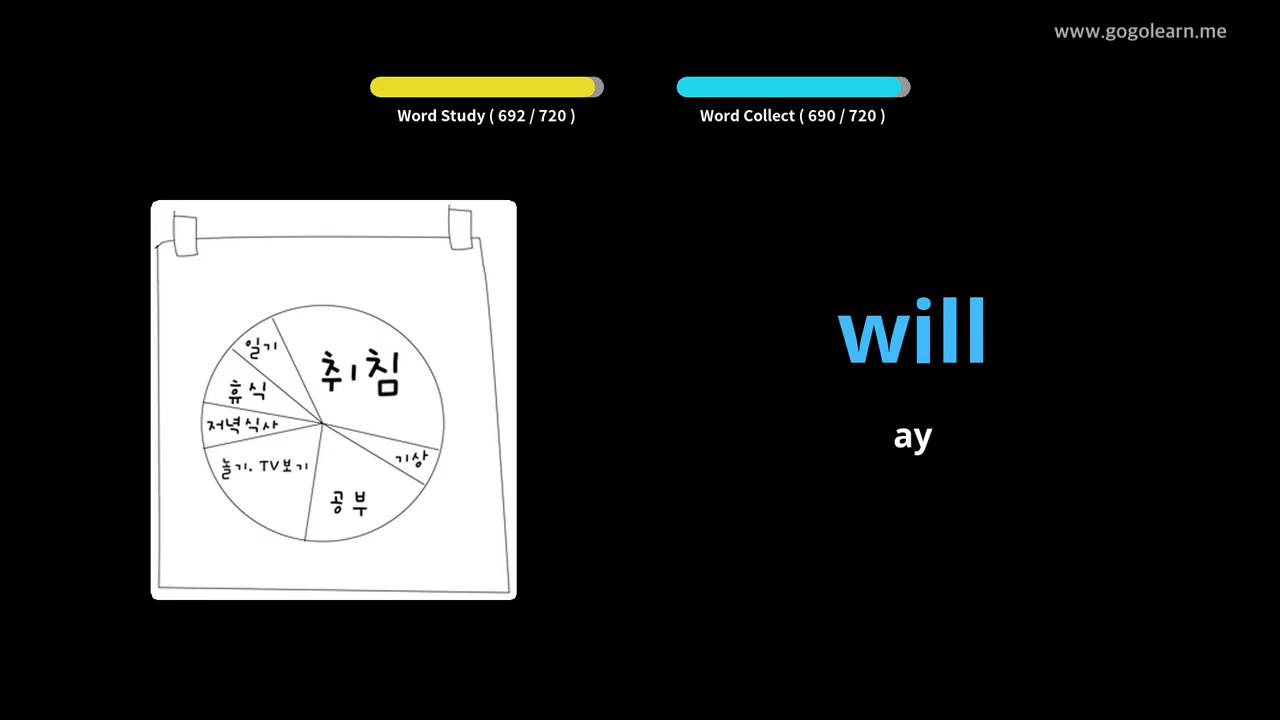 www.gogolearn.me
Word Study ( 692 / 720 )
Word Collect ( 690 / 720 )
일기
취침
휴식
저녁식사
놀기. TV보기
기상
공부
will
ay